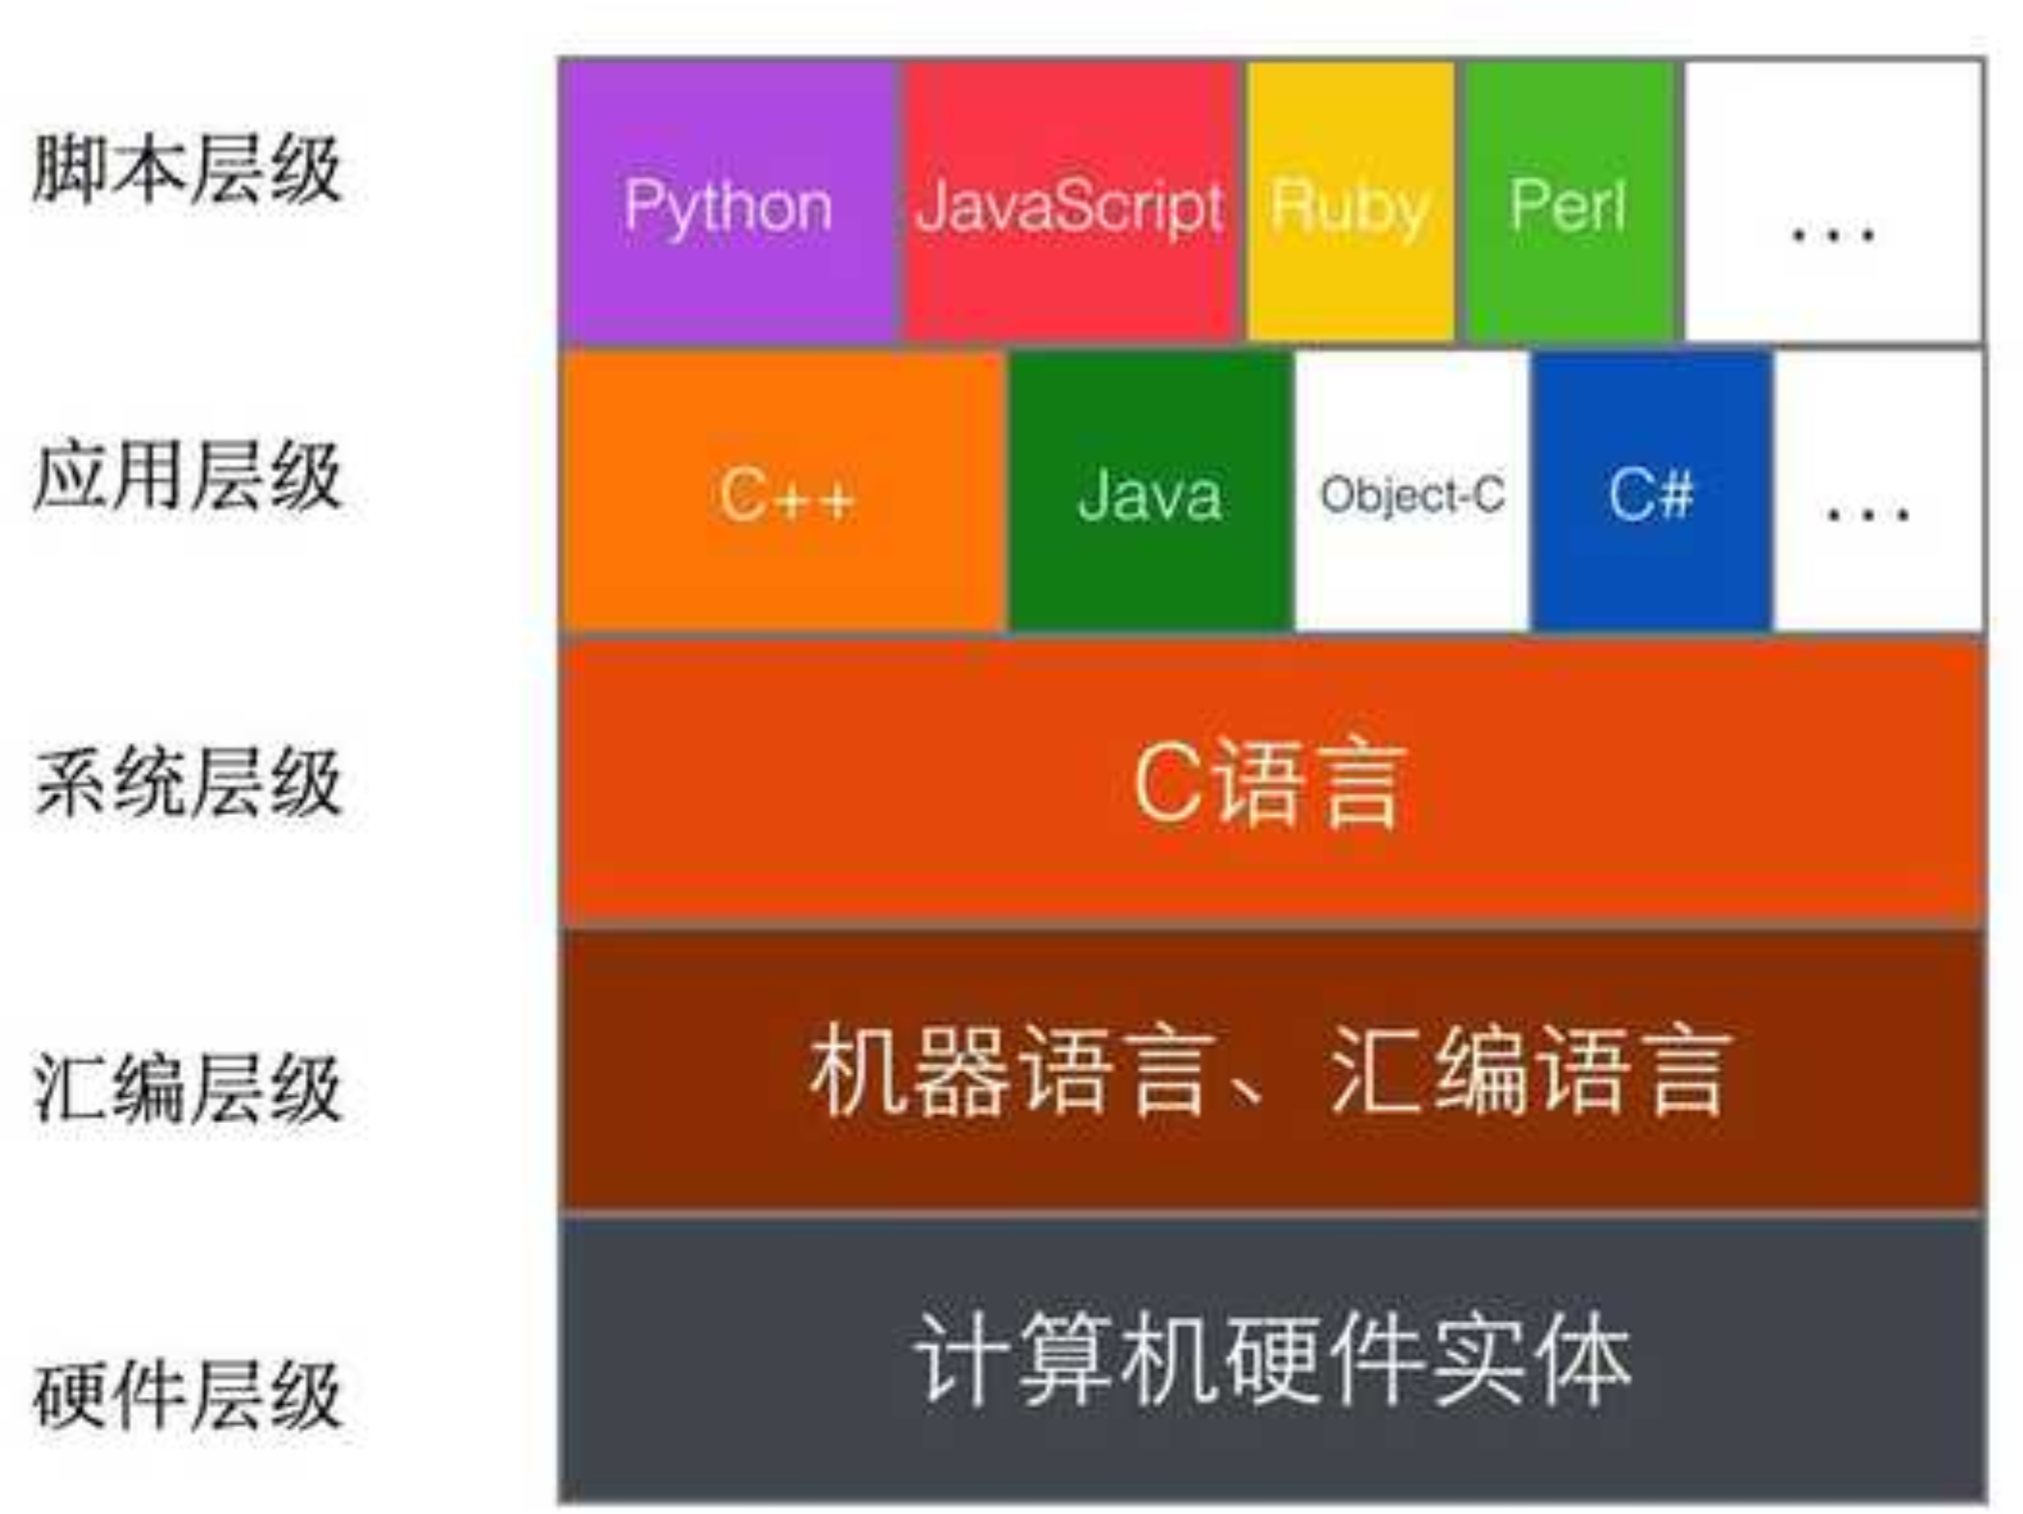 脚本层级
Python JavaScript Ruby Perl ...
应用层级
C++ Java Object-C C# ...
系统层级
C语言
汇编层级
机器语言、汇编语言
硬件层级
计算机硬件实体